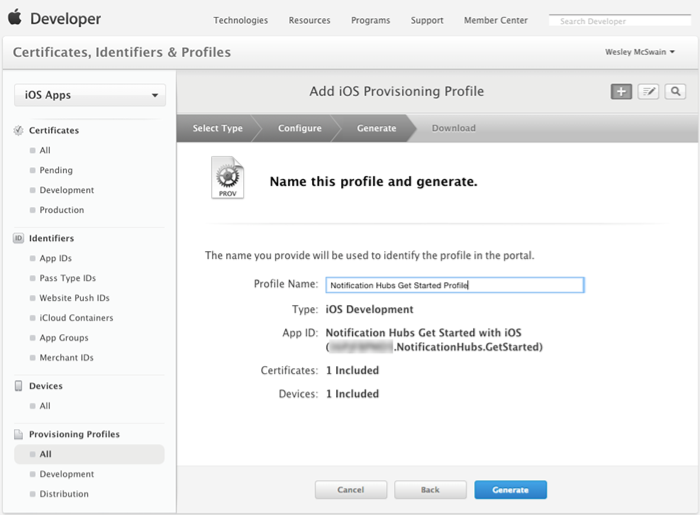 Developer
Technologies Resources Programs Support Member Center Search Developer
Certificates, Identifiers & Profiles
Wesley McSwain
iOS Apps
Add iOS Provisioning Profile
Select Type Configure Generate Download
Certificates
All
Pending
Development
Production
ID Identifiers
App IDs
Pass Type IDs
Website Push IDs
iCloud Containers
App Groups
Merchant IDs
Devices
All
Provisioning Profiles
All
Development
Distribution
PROV
Name this profile and generate.
The name you provide will be used to identify the profile in the portal.
Profile Name: Notification Hubs Get Started Profile
Type: iOS Development
App ID: Notification Hubs Get Started with iOS
( .NotificationHubs.GetStarted)
Certificates: 1 Included
Devices: 1 Included
Cancel Back Generate